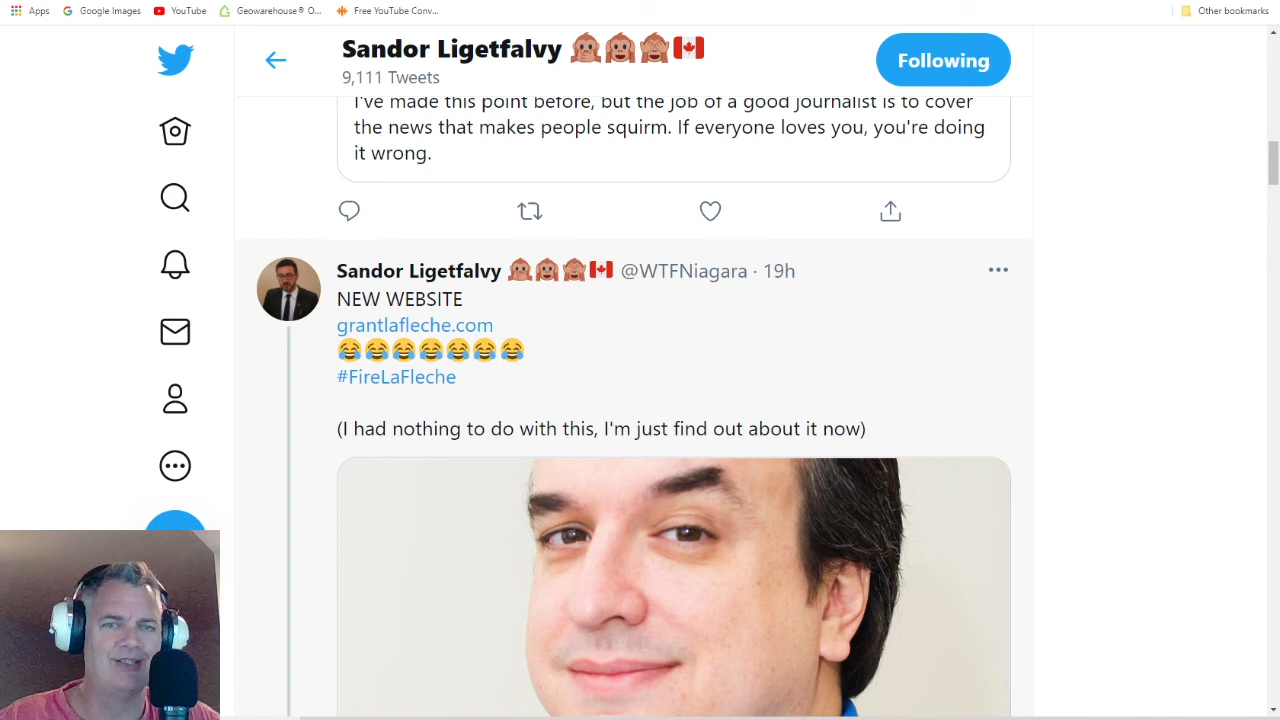 Apps Google Images YouTube Geowarehouse® O... Free YouTube Conv... Other bookmarks
Sandor Ligetfalvy 🙊🙉🙈🇨🇦
9,111 Tweets
Following
I've made this point before, but the job of a good journalist is to cover
the news that makes people squirm. If everyone loves you, you're doing
it wrong.
Sandor Ligetfalvy 🙊🙉🙈🇨🇦 @WTFNiagara · 19h
NEW WEBSITE
grantlafleche.com
😂😂😂😂😂😂😂
#FireLaFleche
(I had nothing to do with this, I'm just find out about it now)